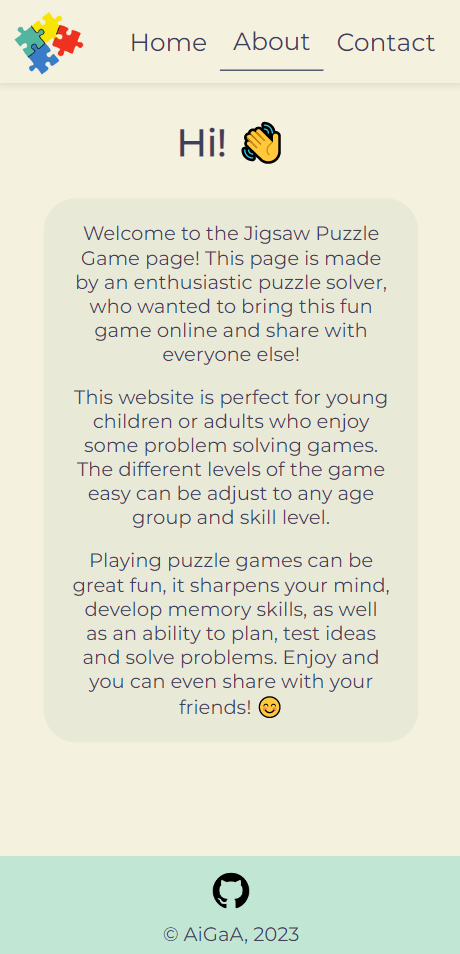 Home About Contact
Hi! 👋
Welcome to the Jigsaw Puzzle
Game page! This page is made
by an enthusiastic puzzle solver,
who wanted to bring this fun
game online and share with
everyone else!
This website is perfect for young
children or adults who enjoy
some problem solving games.
The different levels of the game
easy can be adjust to any age
group and skill level.
Playing puzzle games can be
great fun, it sharpens your mind,
develop memory skills, as well
as an ability to plan, test ideas
and solve problems. Enjoy and
you can even share with your
friends! 😊
© AiGaA, 2023